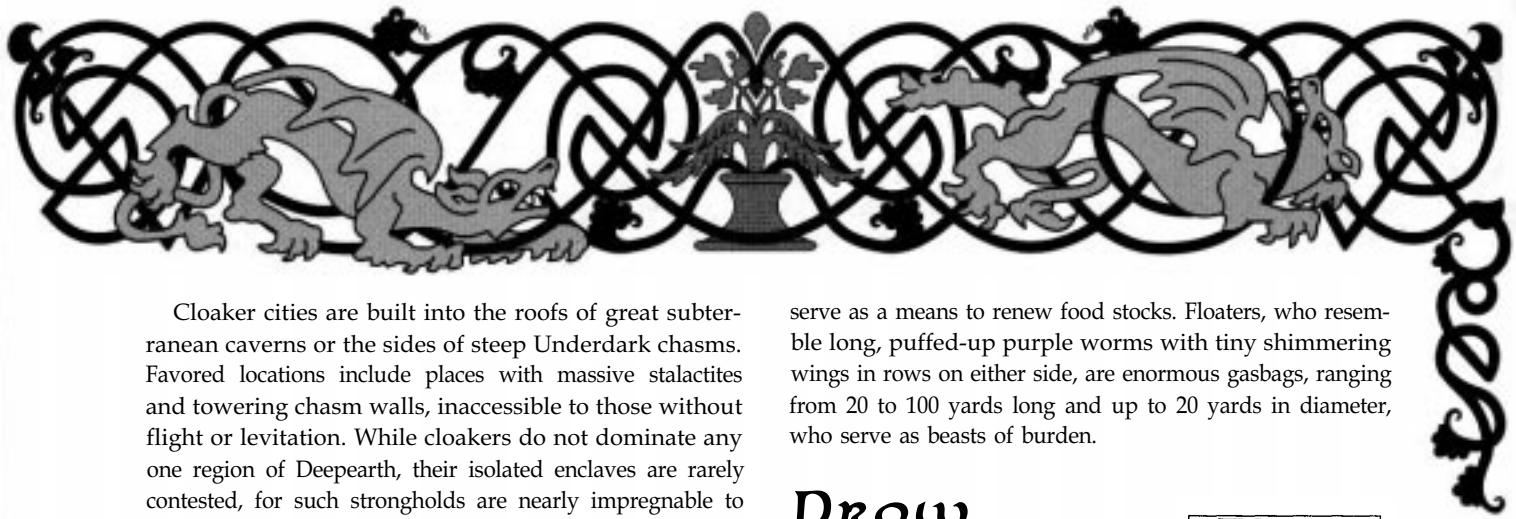 Cloaker cities are built into the roofs of great subter-
ranean caverns or the sides of steep Underdark chasms.
Favored locations include places with massive stalactites
and towering chasm walls, inaccessible to those without
flight or levitation. While cloakers do not dominate any
one region of Deepearth, their isolated enclaves are rarely
contested, for such strongholds are nearly impregnable to
serve as a means to renew food stocks. Floaters, who resem-
ble long, puffed-up purple worms with tiny shimmering
wings in rows on either side, are enormous gasbags, ranging
from 20 to 100 yards long and up to 20 yards in diameter,
who serve as beasts of burden.
Drow